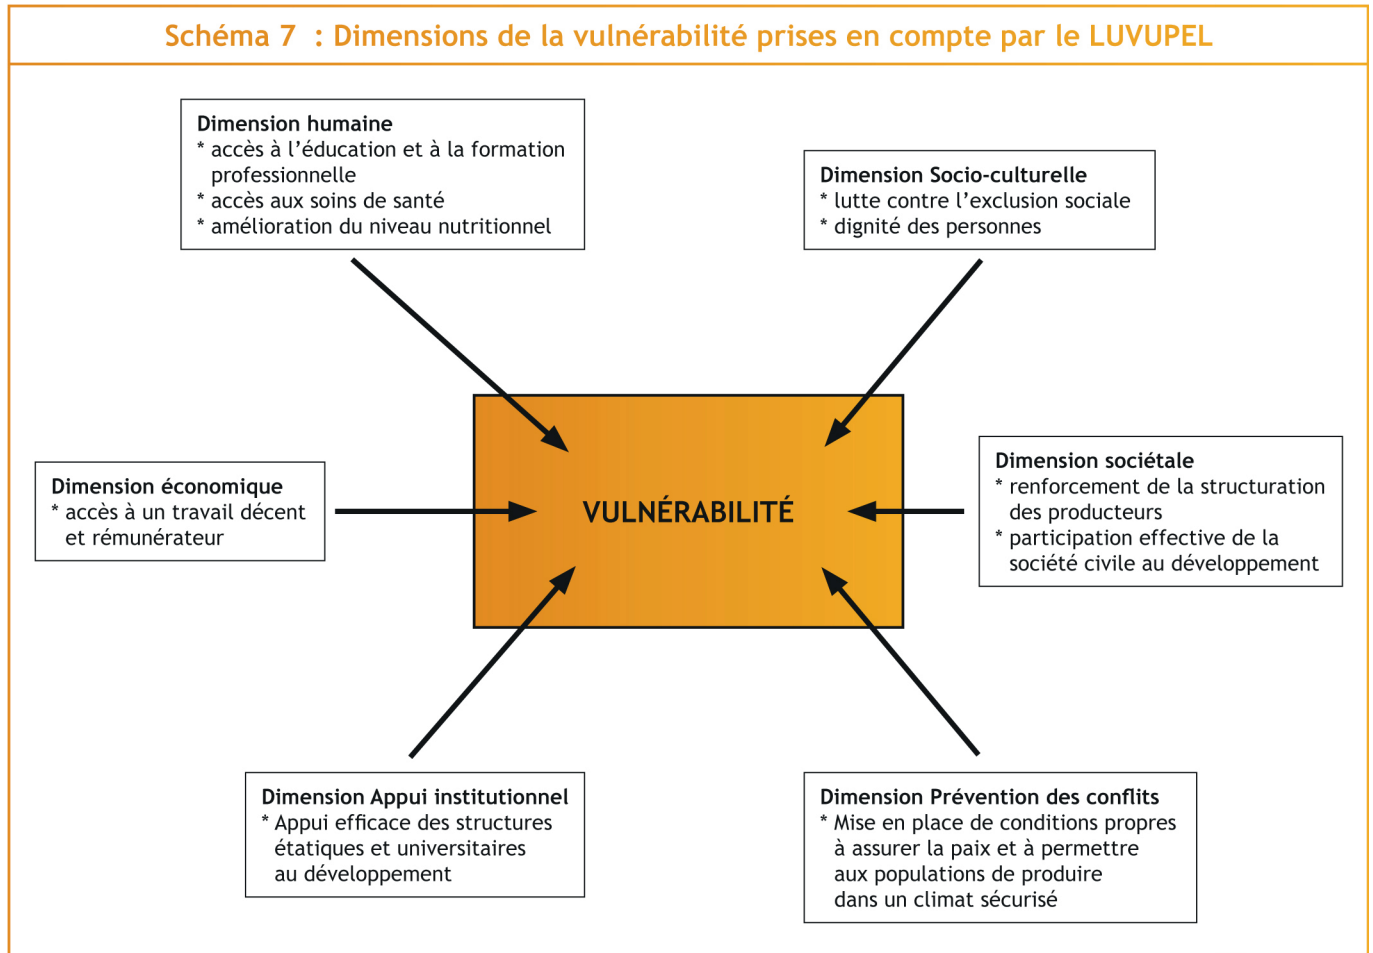 Schéma 7  : Dimensions de la vulnérabilité prises en compte par le LUVUPEL
Dimension humaine
* accès à l’éducation et à la formation
professionnelle
* accès aux soins de santé
* amélioration du niveau nutritionnel
Dimension Socio-culturelle
* lutte contre l’exclusion sociale
* dignité des personnes
Dimension économique
* accès à un travail décent
et rémunérateur
VULNÉRABILITÉ
Dimension sociétale
* renforcement de la structuration
des producteurs
* participation effective de la
société civile au développement
Dimension Appui institutionnel
* Appui efficace des structures
étatiques et universitaires
au développement
Dimension Prévention des conflits
* Mise en place de conditions propres
à assurer la paix et à permettre
aux populations de produire
dans un climat sécurisé